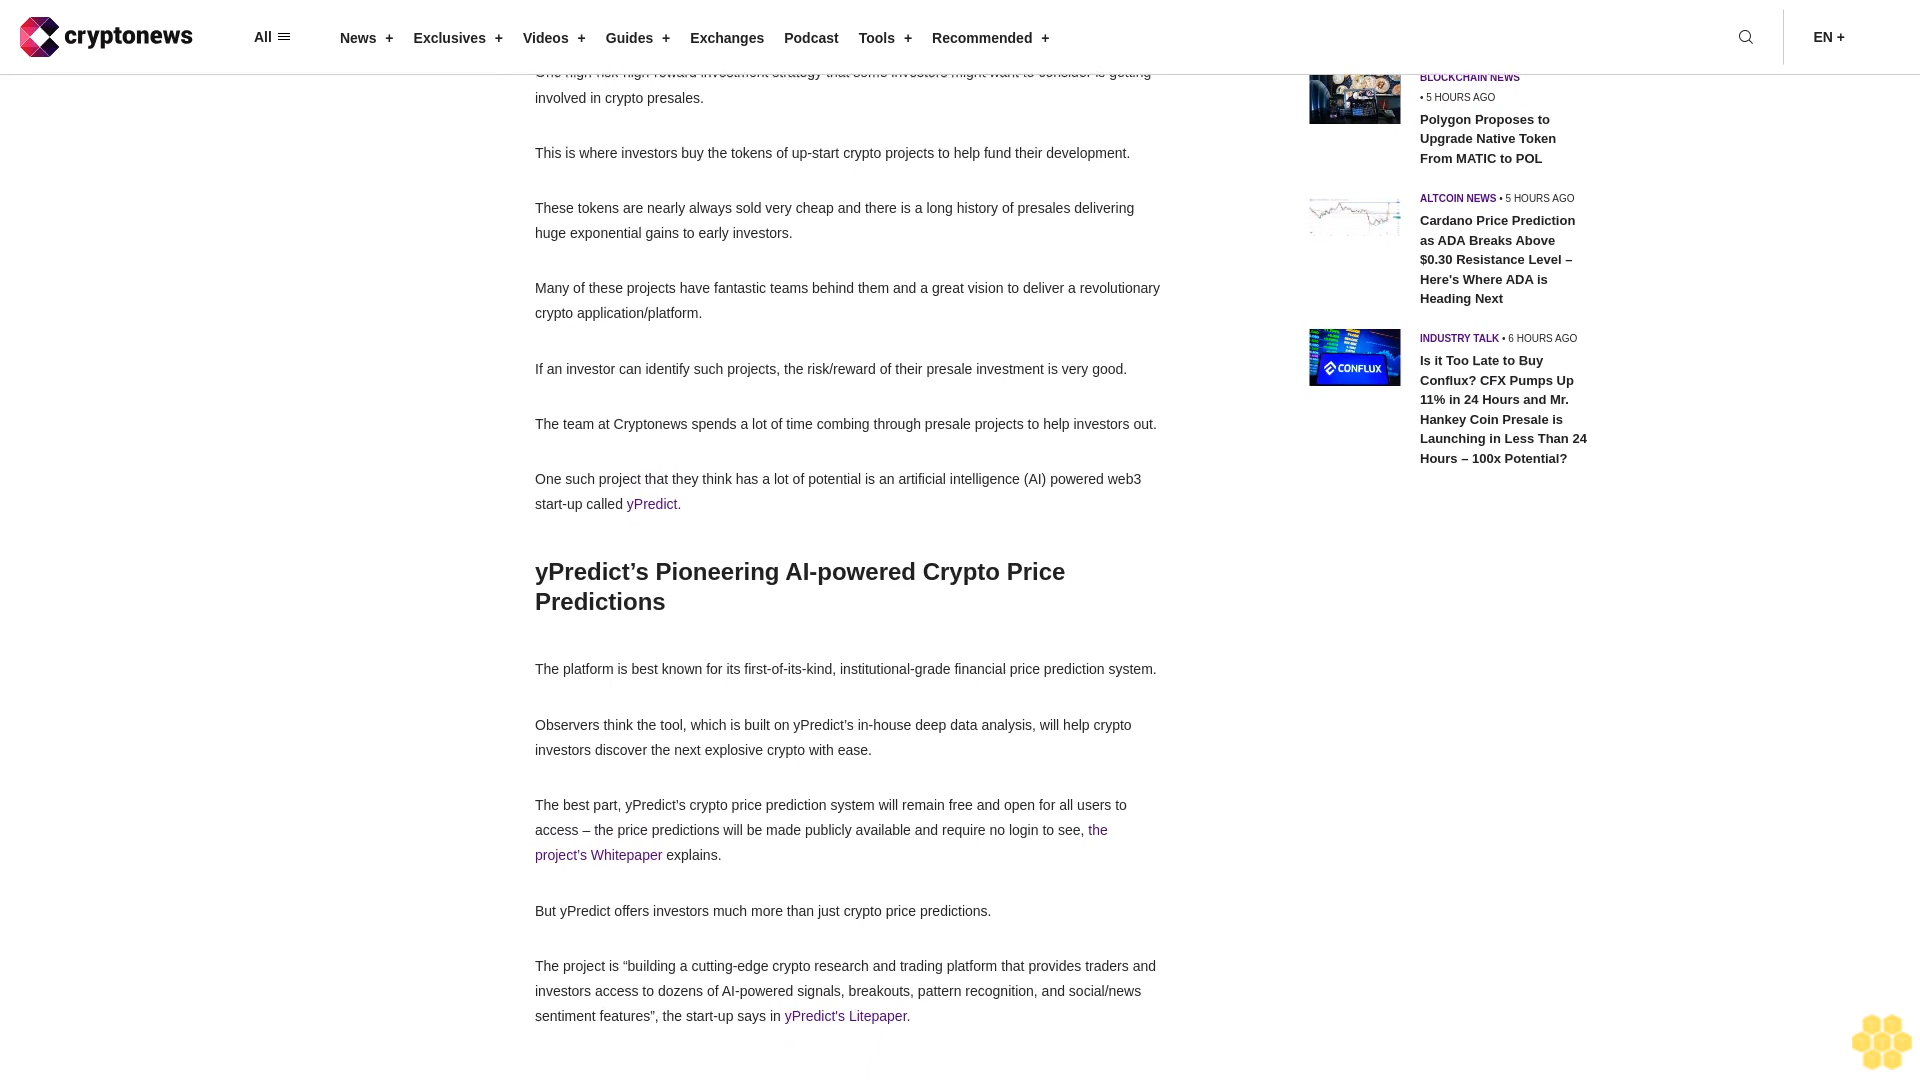 cryptonews
All
News +
Exclusives +
Videos +
Guides +
Exchanges
Podcast
Tools +
Recommended +
EN +
One high-risk-high-reward investment strategy that some investors might want to consider is getting
involved in crypto presales.
This is where investors buy the tokens of up-start crypto projects to help fund their development.
These tokens are nearly always sold very cheap and there is a long history of presales delivering
huge exponential gains to early investors.
Many of these projects have fantastic teams behind them and a great vision to deliver a revolutionary
crypto application/platform.
If an investor can identify such projects, the risk/reward of their presale investment is very good.
The team at Cryptonews spends a lot of time combing through presale projects to help investors out.
One such project that they think has a lot of potential is an artificial intelligence (AI) powered web3
start-up called yPredict.
yPredict’s Pioneering AI-powered Crypto Price
Predictions
The platform is best known for its first-of-its-kind, institutional-grade financial price prediction system.
Observers think the tool, which is built on yPredict’s in-house deep data analysis, will help crypto
investors discover the next explosive crypto with ease.
The best part, yPredict’s crypto price prediction system will remain free and open for all users to
access – the price predictions will be made publicly available and require no login to see, the
project’s Whitepaper explains.
But yPredict offers investors much more than just crypto price predictions.
The project is “building a cutting-edge crypto research and trading platform that provides traders and
investors access to dozens of AI-powered signals, breakouts, pattern recognition, and social/news
sentiment features”, the start-up says in yPredict's Litepaper.
BLOCKCHAIN NEWS
• 5 HOURS AGO
Polygon Proposes to
Upgrade Native Token
From MATIC to POL
ALTCOIN NEWS • 5 HOURS AGO
Cardano Price Prediction
as ADA Breaks Above
$0.30 Resistance Level –
Here's Where ADA is
Heading Next
CONFLUX
INDUSTRY TALK • 6 HOURS AGO
Is it Too Late to Buy
Conflux? CFX Pumps Up
11% in 24 Hours and Mr.
Hankey Coin Presale is
Launching in Less Than 24
Hours – 100x Potential?